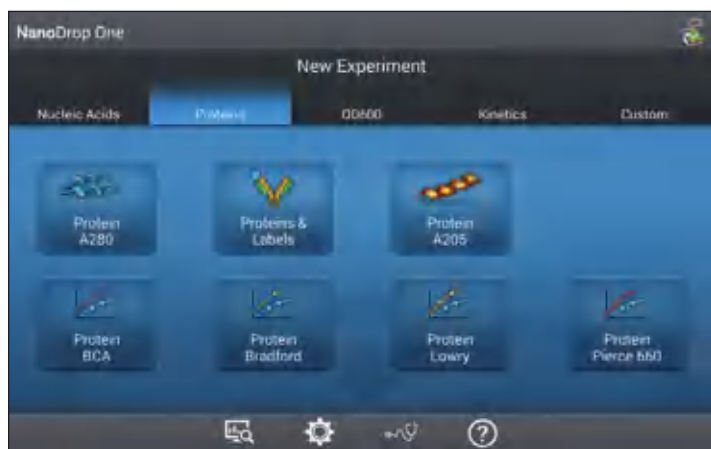 NanoDrop One
New Experiment
Nucleic Acids Proteins OD600 Kinetics Custom
Protein
A280
Proteins &
Labels
Protein
A205
Protein
BCA
Protein
Bradford
Protein
Lowry
Protein
Pierce 660
?